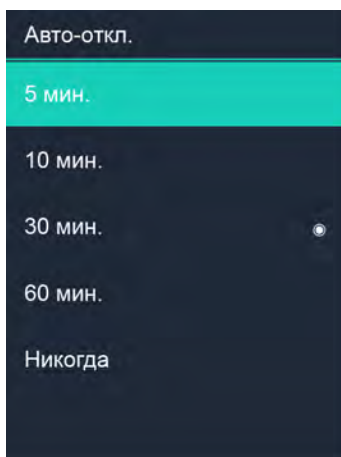 Авто-откл.
5 мин.
10 мин.
30 мин.
60 мин.
Никогда